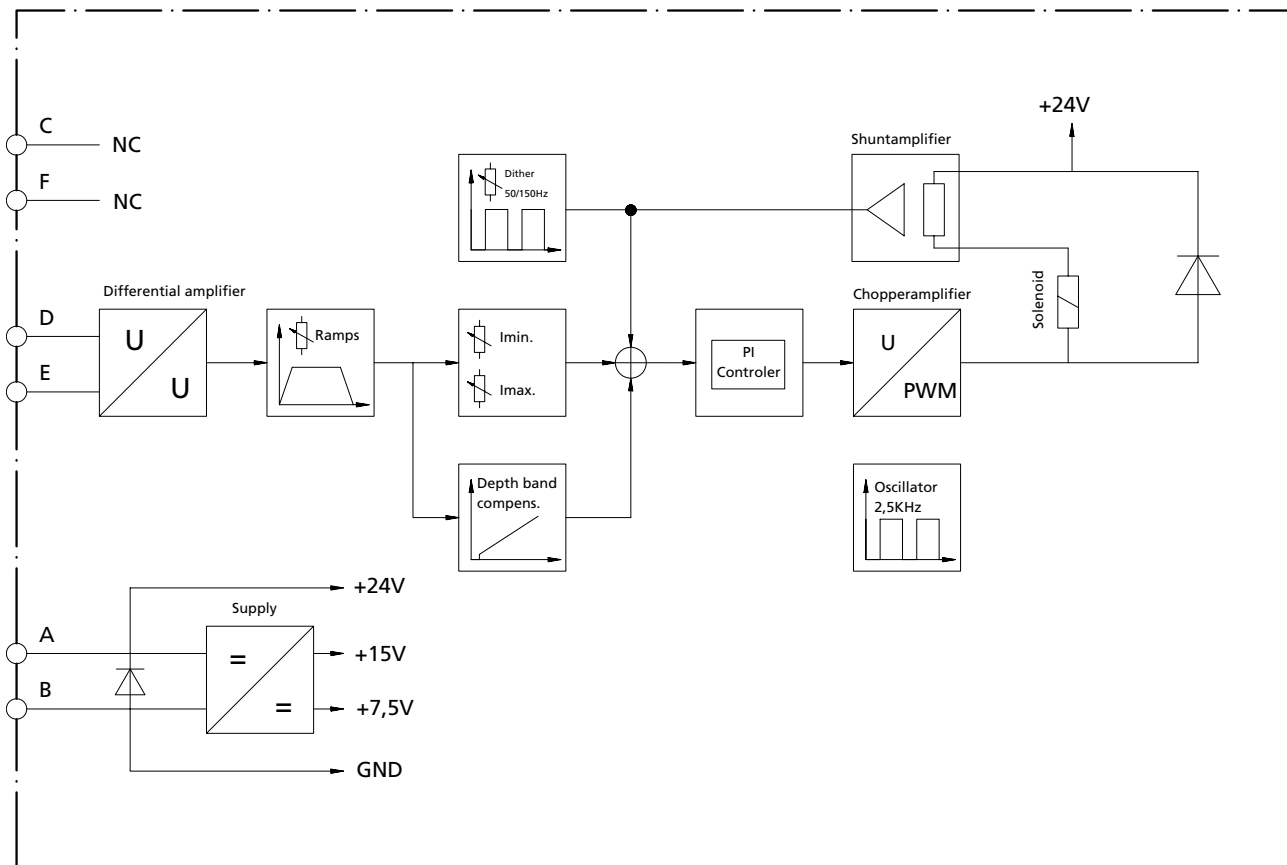 C
NC
F
NC
+24V
Shuntamplifier
Dither
50/150Hz
Solenoid
Differential amplifier
Chopperamplifier
D
E
U
U
Ramps
Imin.
Imax.
PI
Controler
U
PWM
Depth band
compens.
Oscillator
2,5KHz
+24V
Supply
A
B
=
=
+15V
+7,5V
GND